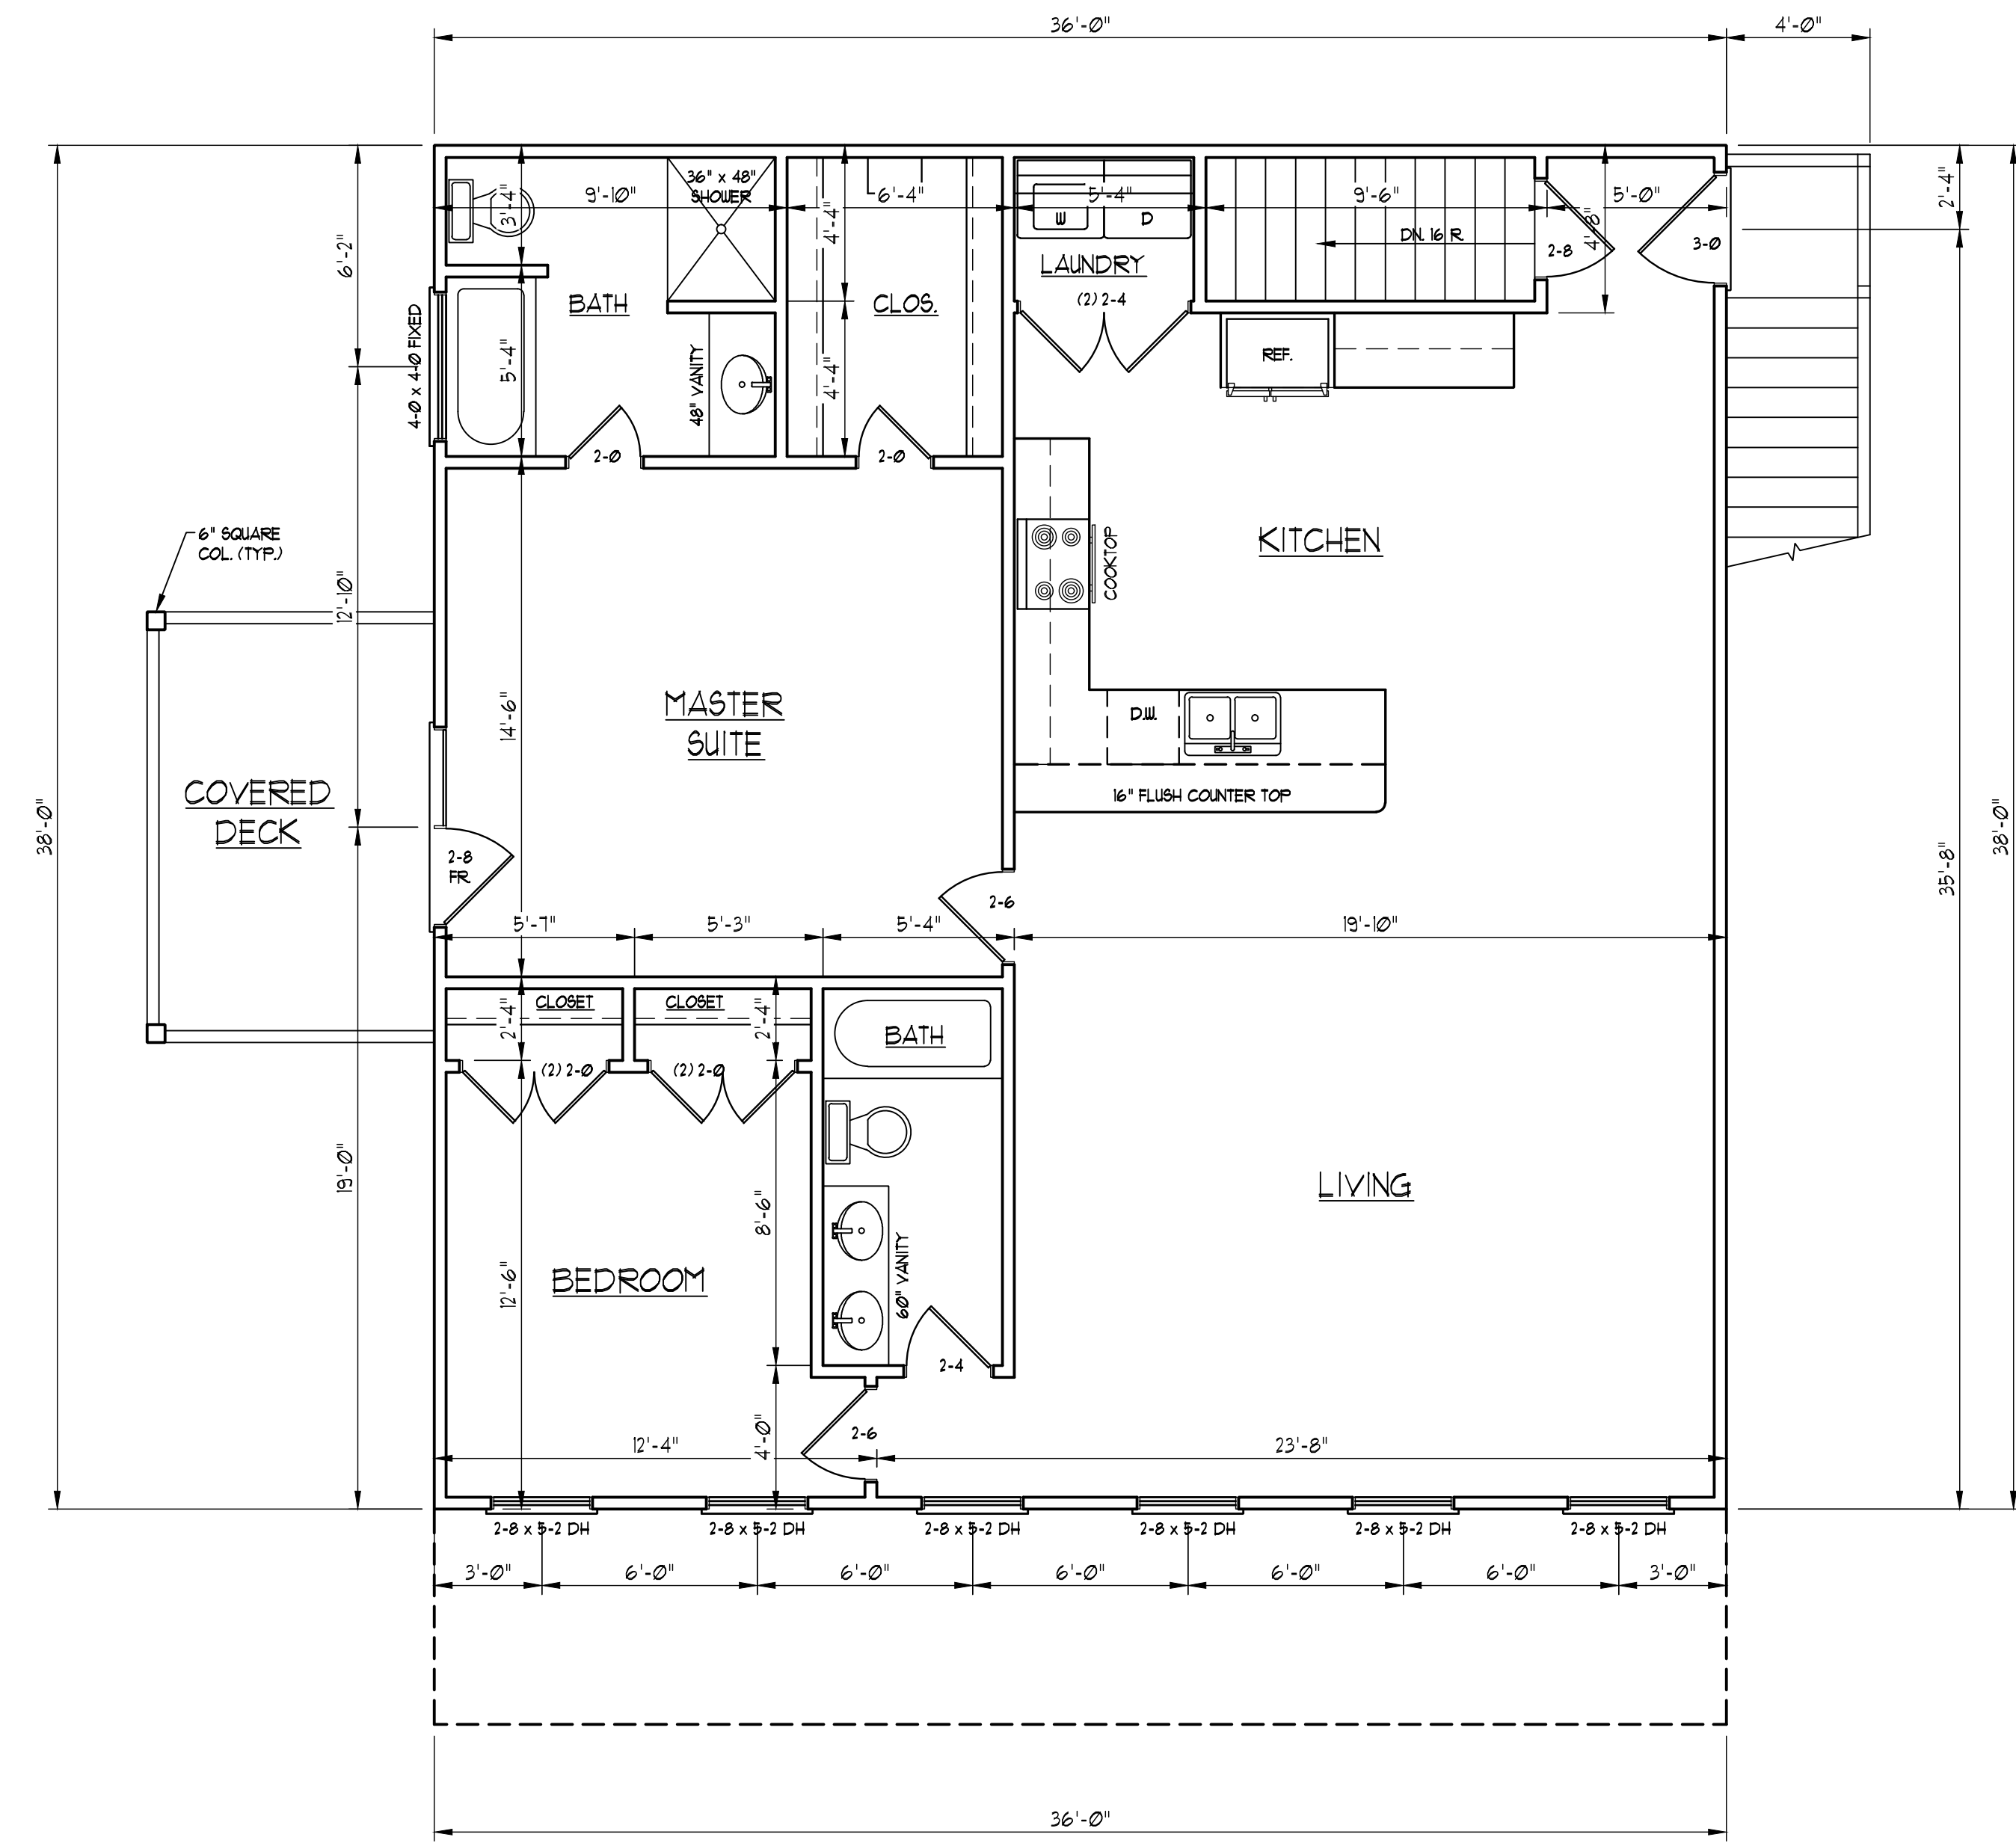 36'-0"
4'-0"
36" x 48"
SHOWER
9'-10"
6'-4"
5'-4"
9'-6"
5'-0"
2'-4"
3'-4"
4'-4"
W
D
DN. 16 R
4'-8"
2-8
3-0
6'-2"
LAUNDRY
(2) 2-4
BATH
CLOS.
4-0 x 4-0 FIXED
5'-4"
48" VANITY
4'-4"
REF.
2-0
2-0
6" SQUARE
COL. (TYP.)
KITCHEN
COOKTOP
12'-10"
14'-6"
MASTER
SUITE
D.W.
16" FLUSH COUNTER TOP
COVERED
DECK
38'-0"
38'-0"
35'-8"
2-8
FR
2-6
5'-7"
5'-3"
5'-4"
19'-10"
CLOSET
CLOSET
2'-4"
2'-4"
BATH
(2) 2-0
(2) 2-0
19'-0"
LIVING
8'-6"
12'-6"
BEDROOM
60" VANITY
2-4
2-6
4'-0"
12'-4"
23'-8"
2-8 x 5-2 DH
2-8 x 5-2 DH
2-8 x 5-2 DH
2-8 x 5-2 DH
2-8 x 5-2 DH
2-8 x 5-2 DH
3'-0"
6'-0"
6'-0"
6'-0"
6'-0"
6'-0"
3'-0"
36'-0"